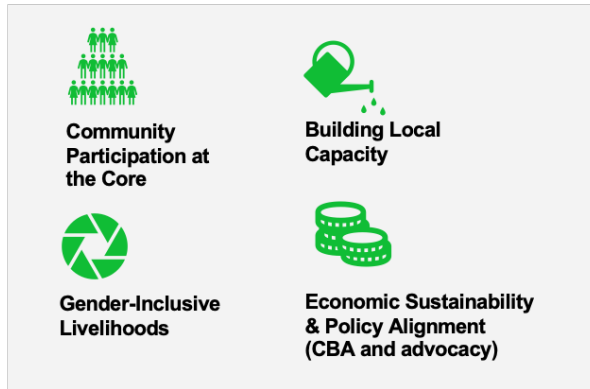 Community
Participation at
the Core
Building Local
Capacity
Gender-Inclusive
Livelihoods
Economic Sustainability
& Policy Alignment
(CBA and advocacy)